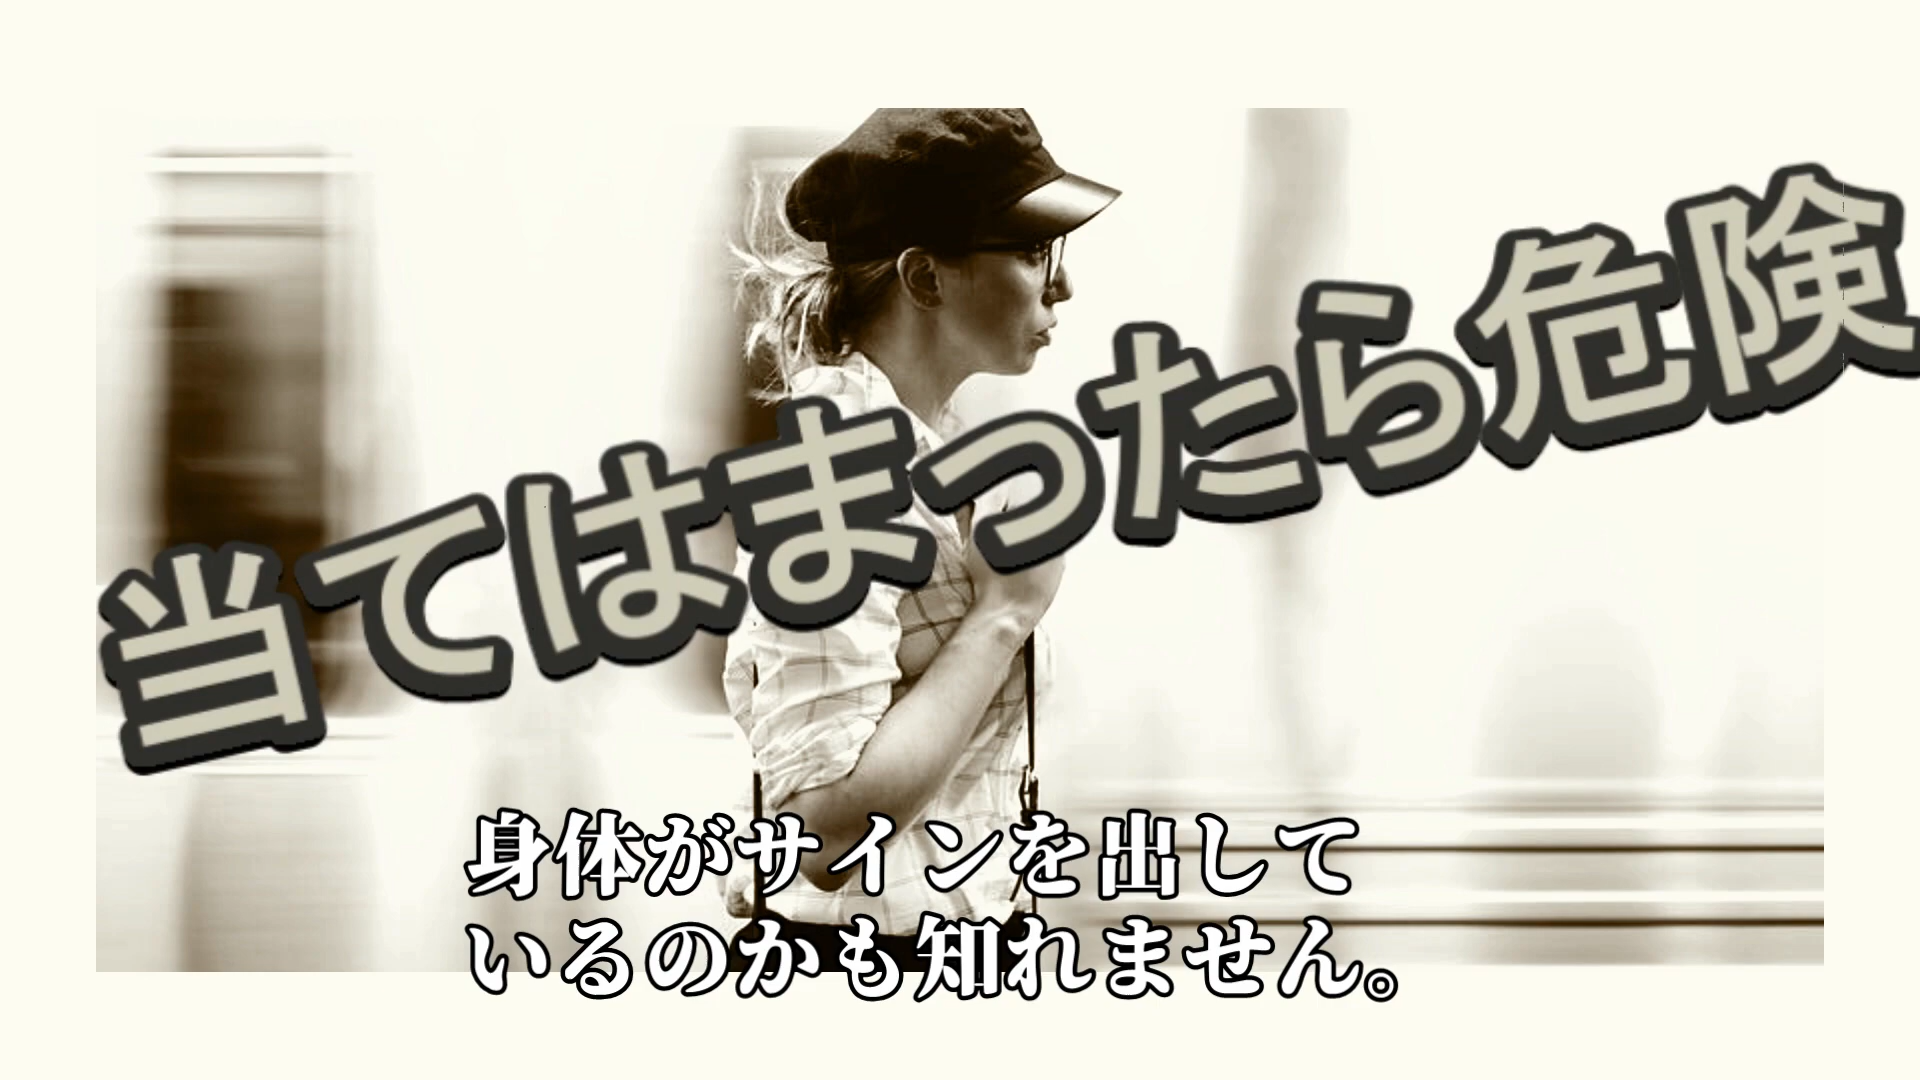 当てはまったら危険
身体がサインを出して
いるのかも知れません。